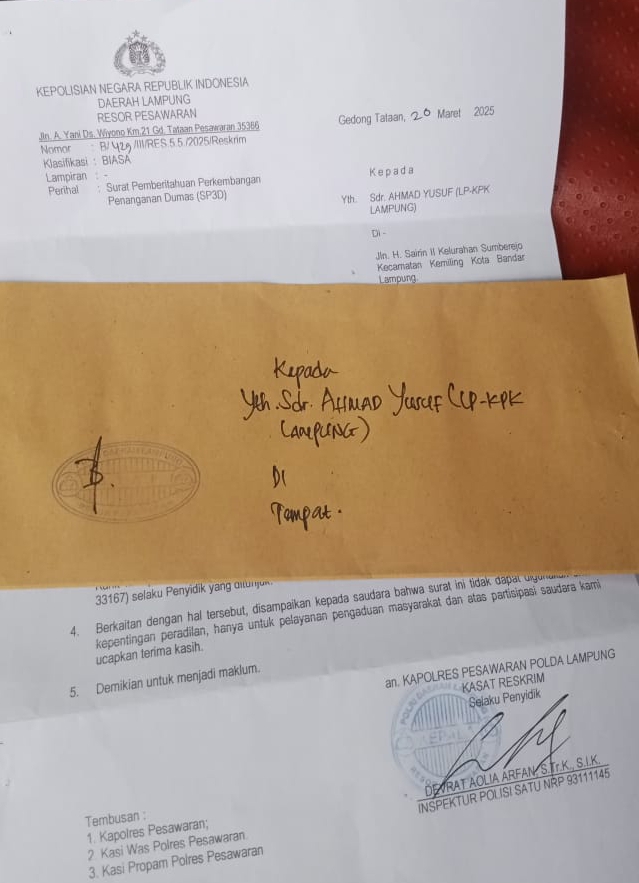 KEPOLISIAN NEGARA REPUBLIK INDONESIA
DAERAH LAMPUNG
RESOR PESAWARAN
Jln. A. Yani Ds. Wiyono Km.21 Gd. Tataan Pesawaran 35366
Nomor : B/429/III/RES.5.5./2025/Reskrim
Klasifikasi : BIASA
Lampiran : -
Perihal : Surat Pemberitahuan Perkembangan
Penanganan Dumas (SP3D)
Gedong Tataan, 20 Maret 2025
Kepada
Yth. Sdr. AHMAD YUSUF (LP-KPK
LAMPUNG)
Di -
Jln. H. Sairin II Kelurahan Sumberejo
Kecamatan Kemiling Kota Bandar
Lampung.
Kepada
Yth. Sdr. AHMAD YUSUF (LP-KPK
LAMPUNG)
DI
Tempat.
33167) selaku Penyidik yang ditunjuk.
4. Berkaitan dengan hal tersebut, disampaikan kepada saudara bahwa surat ini tidak dapat
kepentingan peradilan, hanya untuk pelayanan pengaduan masyarakat dan atas partisipasi saudara kami
ucapkan terima kasih.
5. Demikian untuk menjadi maklum.
an. KAPOLRES PESAWARAN POLDA LAMPUNG
KASAT RESKRIM
Selaku Penyidik
DEVRAT AOLIA ARFAN, S.Tr.K., S.I.K.
INSPEKTUR POLISI SATU NRP 93111145
Tembusan :
1. Kapolres Pesawaran;
2. Kasi Was Polres Pesawaran.
3. Kasi Propam Polres Pesawaran